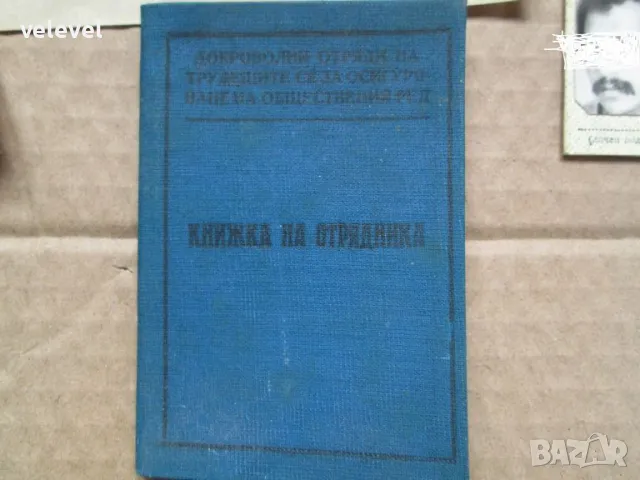 velevel
ДОБРОВОЛНИ ОТРЯДИ НА
ТРУДЕЩИТЕ СЕ ЗА ОСИГУРЯ-
ВАНЕ НА ОБЩЕСТВЕНИЯ РЕД
КНИЖКА НА ОТРЯДНИКА
BAZAR